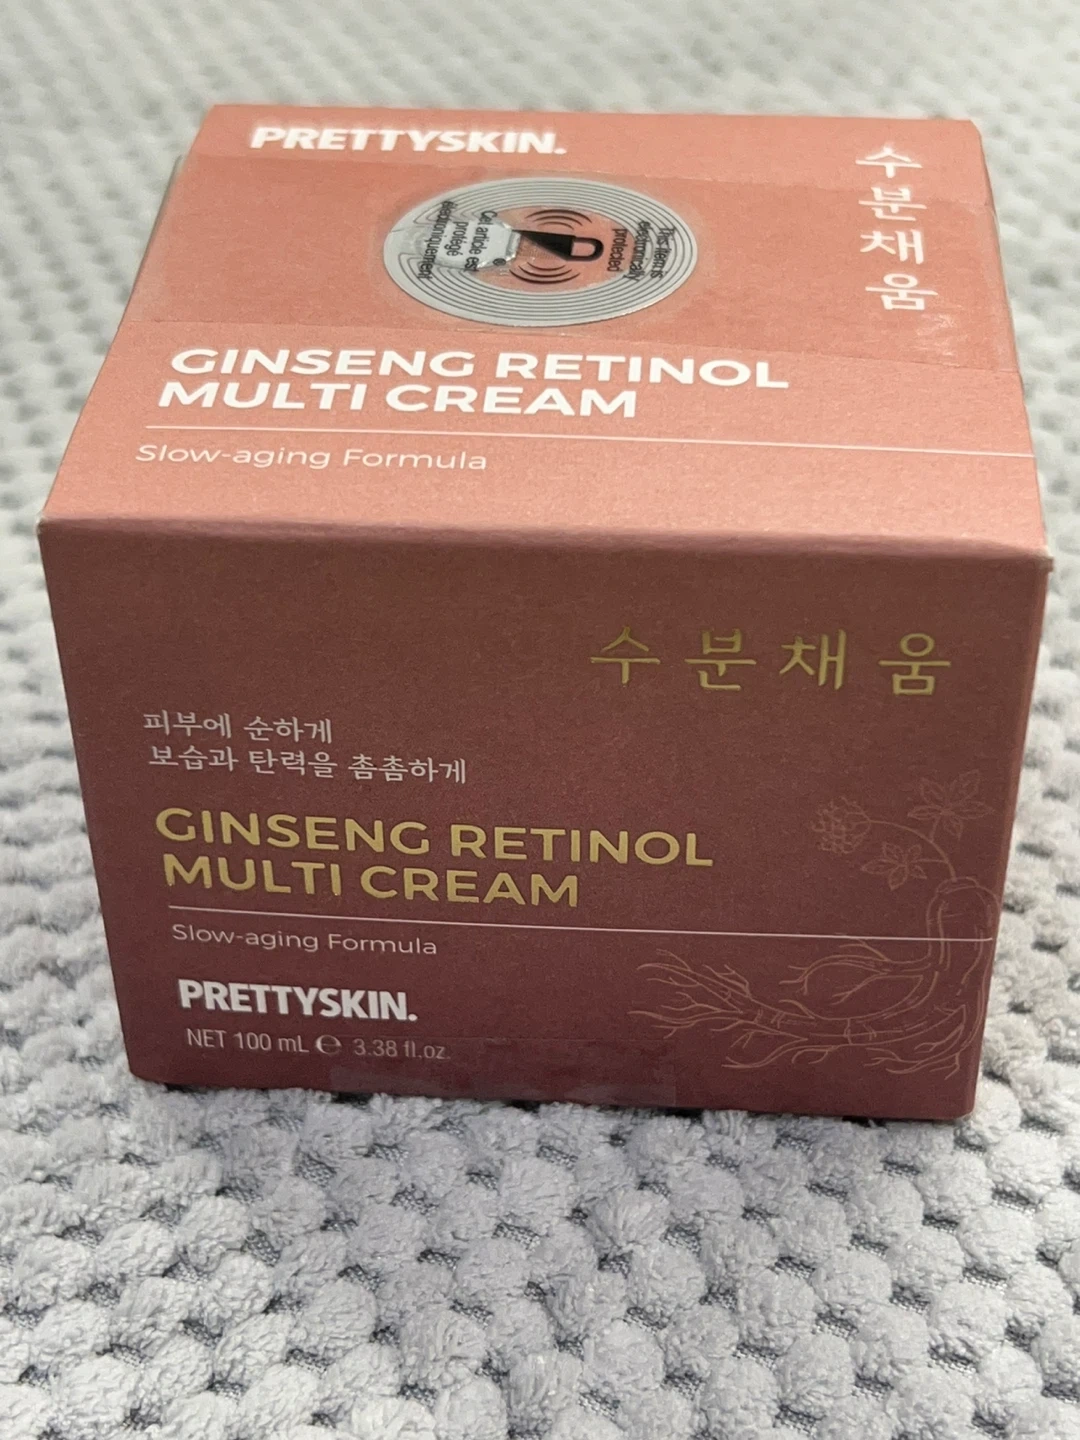 PRETTYSKIN.
수분채움
This item is
electronically
protected
Cet article est
protégé
électroniquement
GINSENG RETINOL
MULTI CREAM
Slow-aging Formula
수분채움
피부에 순하게
보습과 탄력을 촘촘하게
GINSENG RETINOL
MULTI CREAM
Slow-aging Formula
PRETTYSKIN.
NET 100 mL ℮ 3.38 fl.oz.